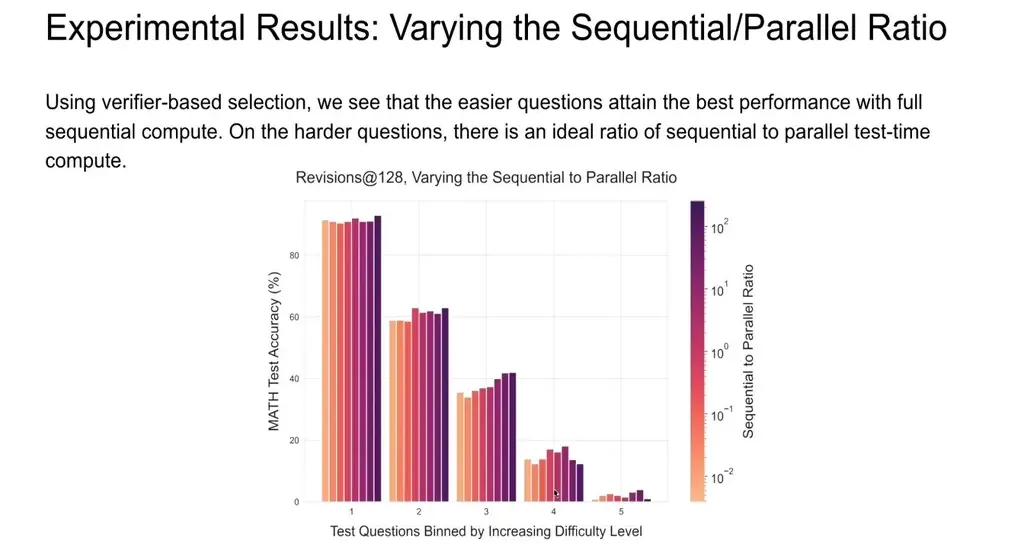 Experimental Results: Varying the Sequential/Parallel Ratio
Using verifier-based selection, we see that the easier questions attain the best performance with full
sequential compute. On the harder questions, there is an ideal ratio of sequential to parallel test-time
compute.
Revisions@128, Varying the Sequential to Parallel Ratio
MATH Test Accuracy (%)
80
60
40
20
0
1 2 3 4 5
Test Questions Binned by Increasing Difficulty Level
10²
10¹
10⁰
10⁻¹
10⁻²
Sequential to Parallel Ratio